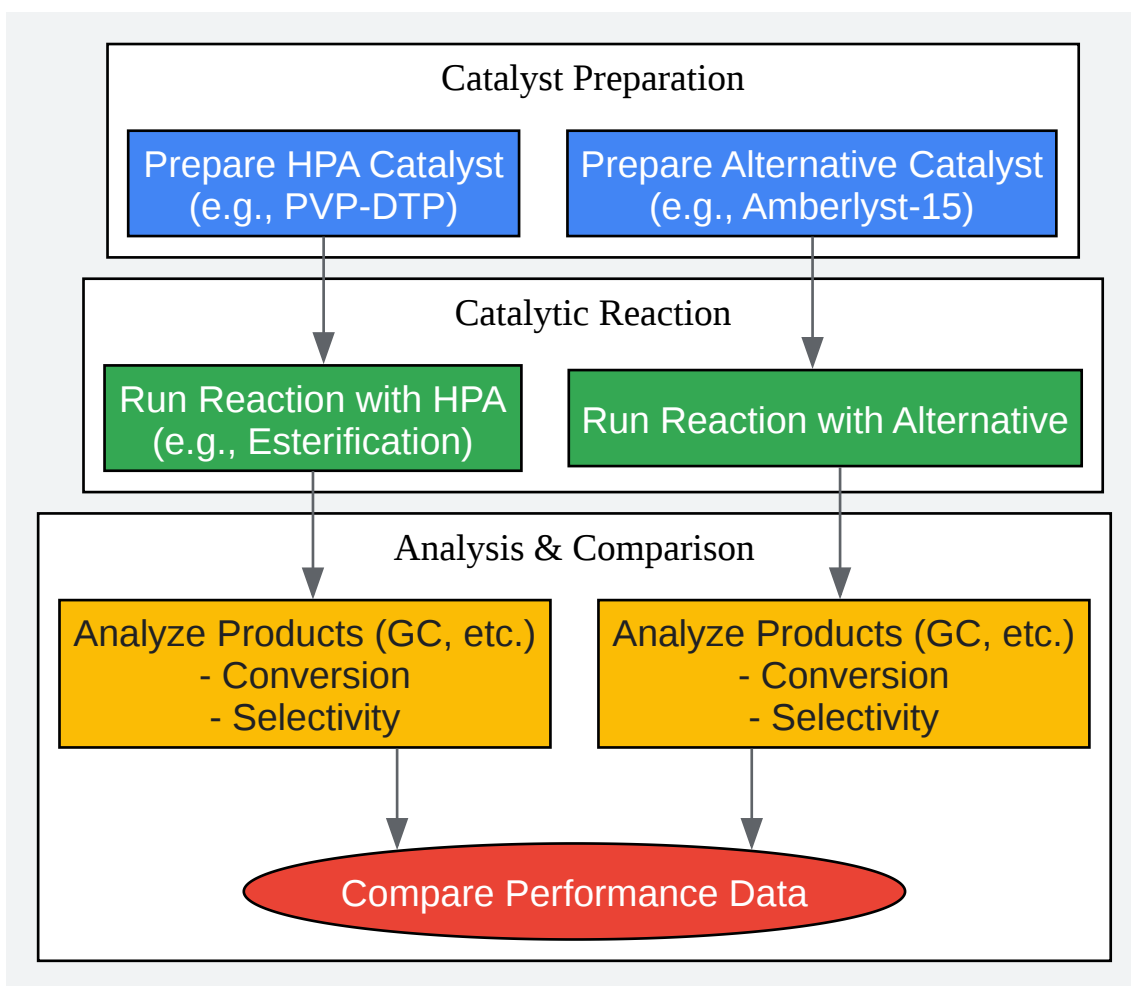 Catalyst Preparation
Prepare HPA Catalyst
(e.g., PVP-DTP)
Prepare Alternative Catalyst
(e.g., Amberlyst-15)
Catalytic Reaction
Run Reaction with HPA
(e.g., Esterification)
Run Reaction with Alternative
Analysis & Comparison
Analyze Products (GC, etc.)
- Conversion
- Selectivity
Analyze Products (GC, etc.)
- Conversion
- Selectivity
Compare Performance Data